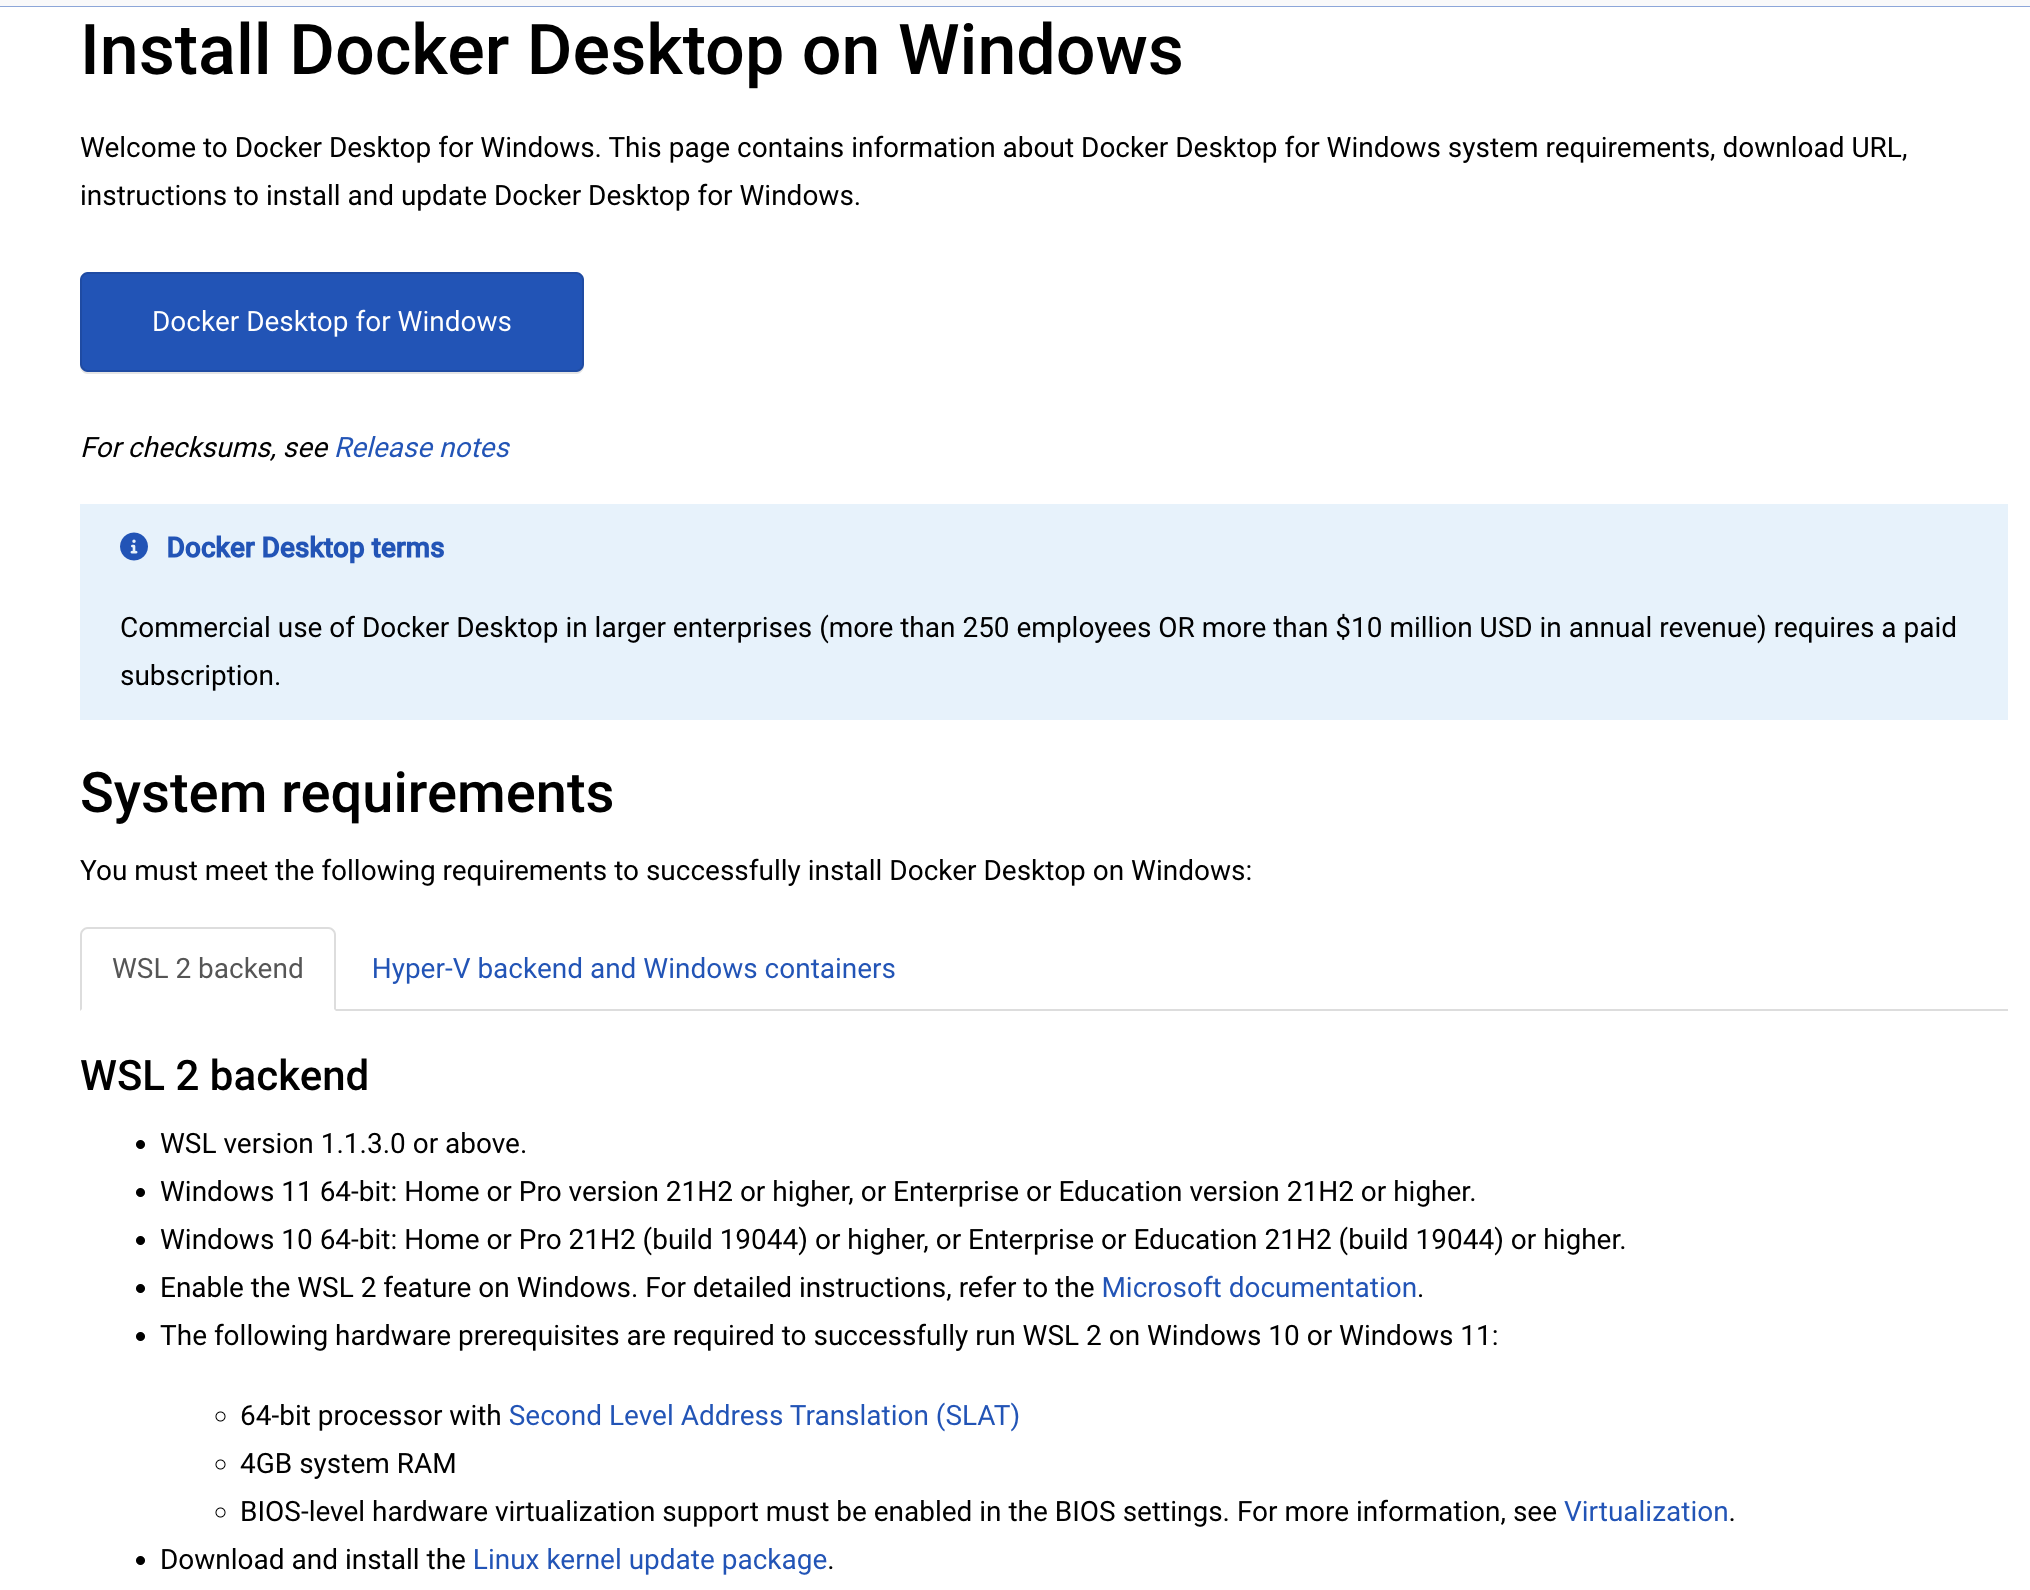 Install Docker Desktop on Windows
Welcome to Docker Desktop for Windows. This page contains information about Docker Desktop for Windows system requirements, download URL,
instructions to install and update Docker Desktop for Windows.
Docker Desktop for Windows
For checksums, see Release notes
Docker Desktop terms
Commercial use of Docker Desktop in larger enterprises (more than 250 employees OR more than $10 million USD in annual revenue) requires a paid
subscription.
System requirements
You must meet the following requirements to successfully install Docker Desktop on Windows:
WSL 2 backend Hyper-V backend and Windows containers
WSL 2 backend
• WSL version 1.1.3.0 or above.
• Windows 11 64-bit: Home or Pro version 21H2 or higher, or Enterprise or Education version 21H2 or higher.
• Windows 10 64-bit: Home or Pro 21H2 (build 19044) or higher, or Enterprise or Education 21H2 (build 19044) or higher.
• Enable the WSL 2 feature on Windows. For detailed instructions, refer to the Microsoft documentation.
• The following hardware prerequisites are required to successfully run WSL 2 on Windows 10 or Windows 11:
◦ 64-bit processor with Second Level Address Translation (SLAT)
◦ 4GB system RAM
◦ BIOS-level hardware virtualization support must be enabled in the BIOS settings. For more information, see Virtualization.
• Download and install the Linux kernel update package.